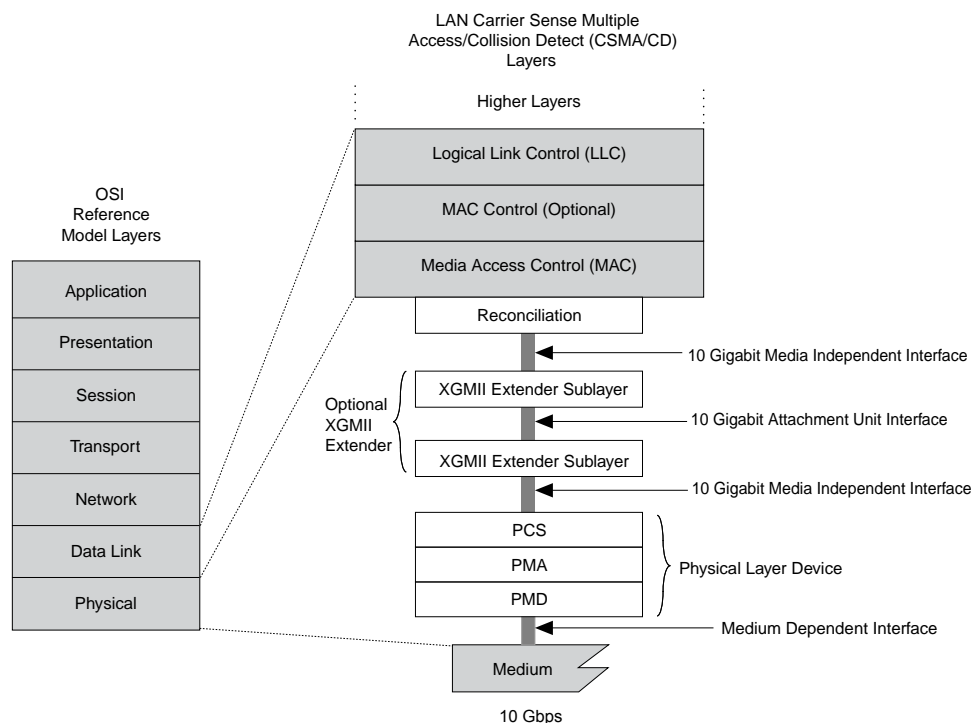 LAN Carrier Sense Multiple
Access/Collision Detect (CSMA/CD)
Layers
Higher Layers
Logical Link Control (LLC)
MAC Control (Optional)
Media Access Control (MAC)
Reconciliation
10 Gigabit Media Independent Interface
Optional
XGMII
Extender
XGMII Extender Sublayer
10 Gigabit Attachment Unit Interface
XGMII Extender Sublayer
10 Gigabit Media Independent Interface
PCS
PMA
PMD
Physical Layer Device
Medium Dependent Interface
Medium
10 Gbps
OSI
Reference
Model Layers
Application
Presentation
Session
Transport
Network
Data Link
Physical